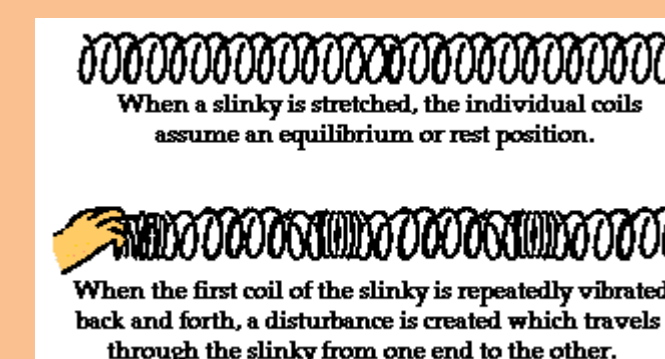 When a slinky is stretched, the individual coils
assume an equilibrium or rest position.
When the first coil of the slinky is repeatedly vibrated
back and forth, a disturbance is created which travels
through the slinky from one end to the other.